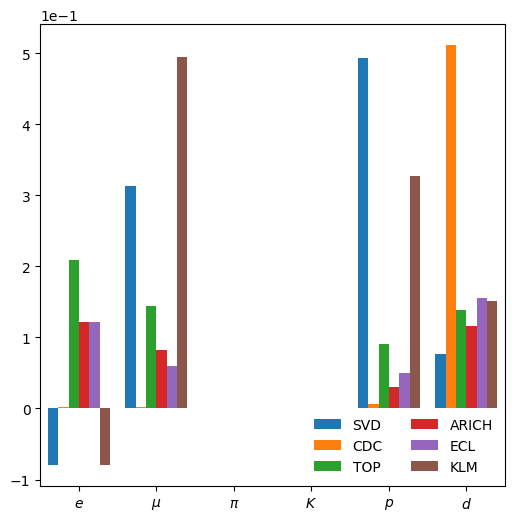 1e−1
5
4
3
2
1
0
−1
e μ π K p d
SVD ARICH
CDC ECL
TOP KLM